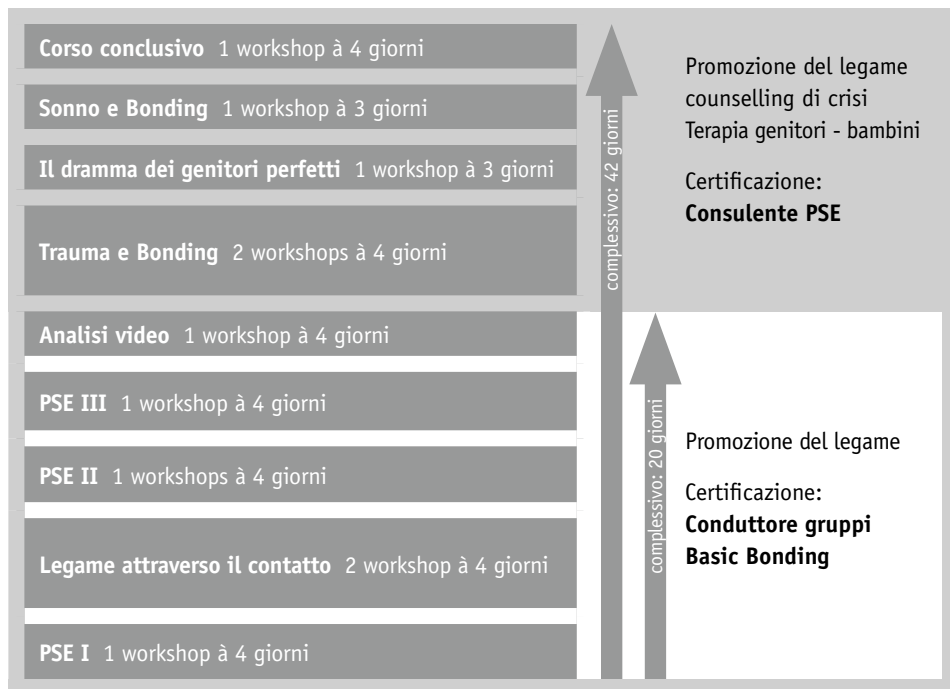 Corso conclusivo 1 workshop à 4 giorni
Sonno e Bonding 1 workshop à 3 giorni
Il dramma dei genitori perfetti 1 workshop à 3 giorni
Trauma e Bonding 2 workshops à 4 giorni
Analisi video 1 workshop à 4 giorni
PSE III 1 workshop à 4 giorni
PSE II 1 workshops à 4 giorni
Legame attraverso il contatto 2 workshop à 4 giorni
PSE I 1 workshop à 4 giorni
complessivo: 42 giorni
complessivo: 20 giorni
Promozione del legame
counselling di crisi
Terapia genitori - bambini
Certificazione:
Consulente PSE
Promozione del legame
Certificazione:
Conduttore gruppi
Basic Bonding